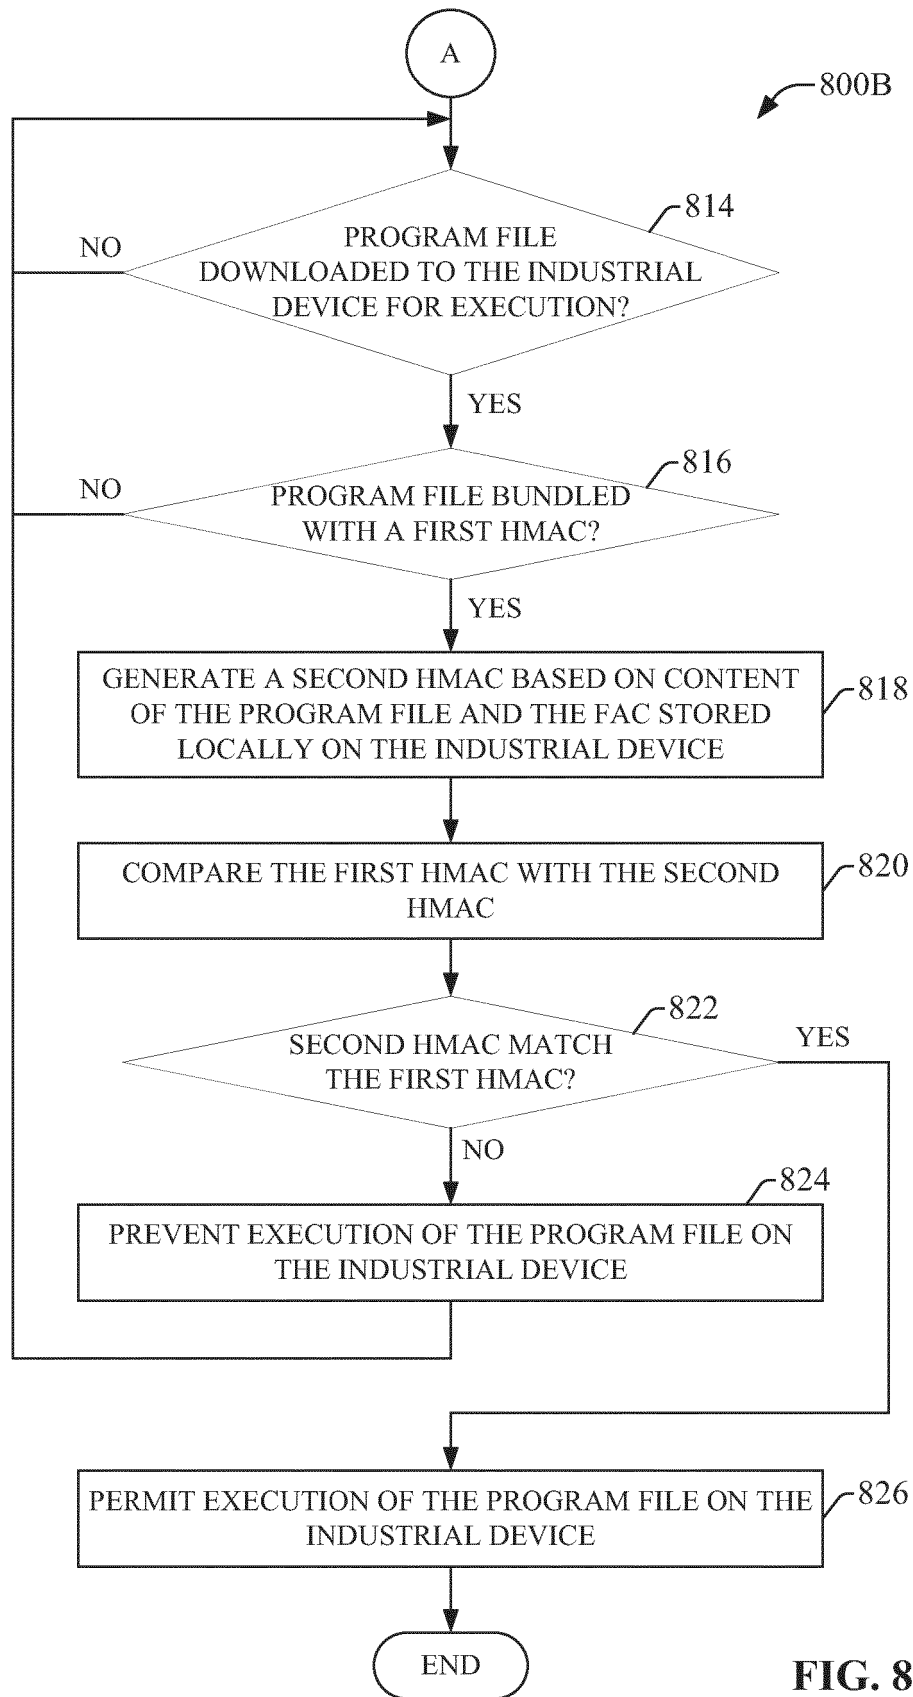 A
800B
814
PROGRAM FILE
DOWNLOADED TO THE INDUSTRIAL
DEVICE FOR EXECUTION?
NO
YES
816
PROGRAM FILE BUNDLED
WITH A FIRST HMAC?
NO
YES
GENERATE A SECOND HMAC BASED ON CONTENT
OF THE PROGRAM FILE AND THE FAC STORED
LOCALLY ON THE INDUSTRIAL DEVICE
818
COMPARE THE FIRST HMAC WITH THE SECOND
HMAC
820
822
SECOND HMAC MATCH
THE FIRST HMAC?
YES
NO
824
PREVENT EXECUTION OF THE PROGRAM FILE ON
THE INDUSTRIAL DEVICE
PERMIT EXECUTION OF THE PROGRAM FILE ON THE
INDUSTRIAL DEVICE
826
END
FIG. 8